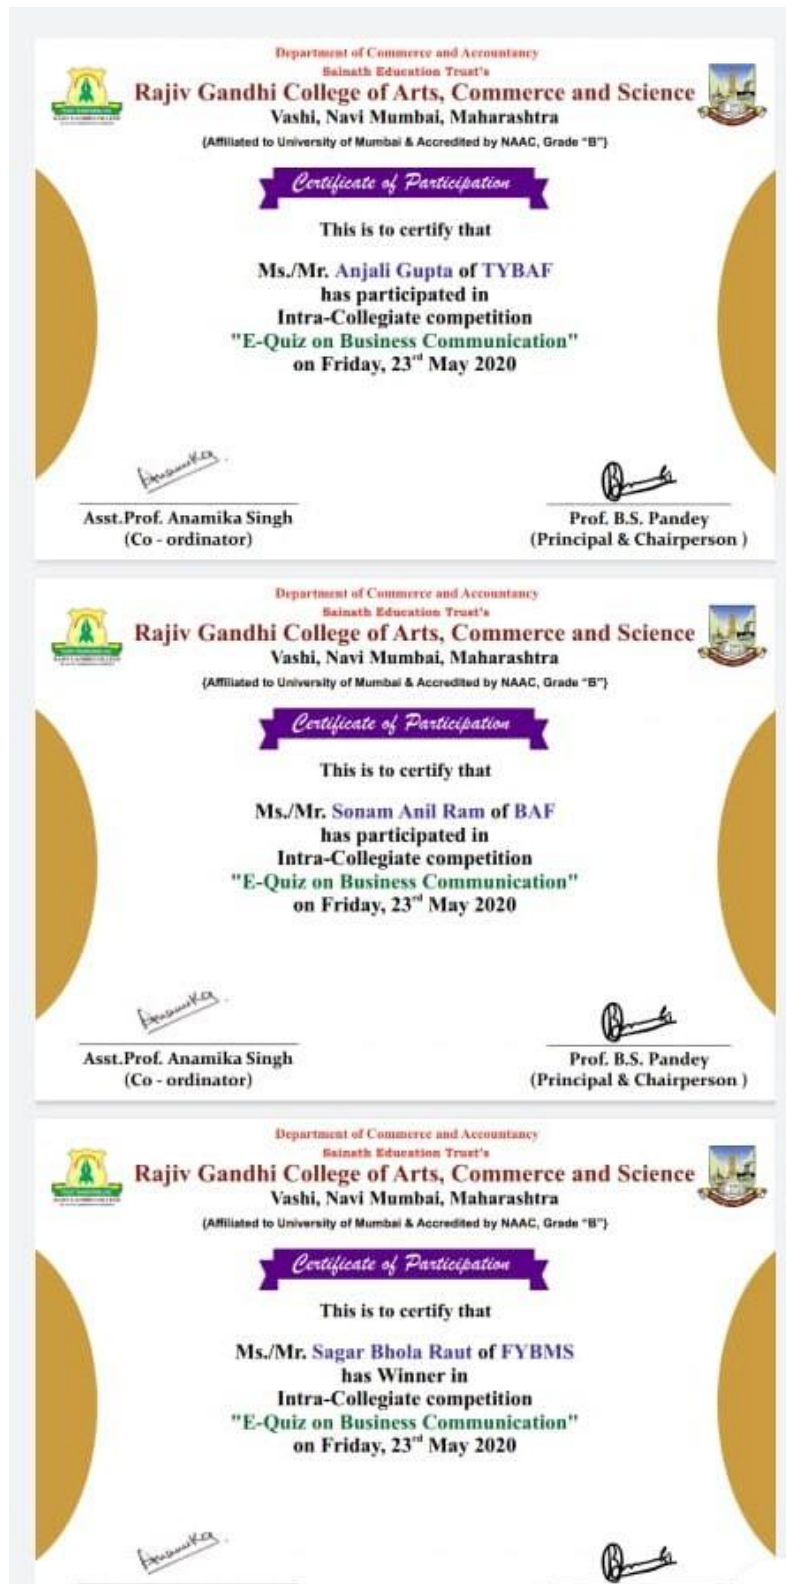 Department of Commerce and Accountancy
Sainath Education Trust's
Rajiv Gandhi College of Arts, Commerce and Science
Vashi, Navi Mumbai, Maharashtra
(Affiliated to University of Mumbai & Accredited by NAAC, Grade "B")
Certificate of Participation
This is to certify that
Ms./Mr. Anjali Gupta of TYBAF
has participated in
Intra-Collegiate competition
"E-Quiz on Business Communication"
on Friday, 23rd May 2020
Anamika
Asst.Prof. Anamika Singh
(Co - ordinator)
Prof. B.S. Pandey
(Principal & Chairperson )
Department of Commerce and Accountancy
Sainath Education Trust's
Rajiv Gandhi College of Arts, Commerce and Science
Vashi, Navi Mumbai, Maharashtra
(Affiliated to University of Mumbai & Accredited by NAAC, Grade "B")
Certificate of Participation
This is to certify that
Ms./Mr. Sonam Anil Ram of BAF
has participated in
Intra-Collegiate competition
"E-Quiz on Business Communication"
on Friday, 23rd May 2020
Anamika
Asst.Prof. Anamika Singh
(Co - ordinator)
Prof. B.S. Pandey
(Principal & Chairperson )
Department of Commerce and Accountancy
Sainath Education Trust's
Rajiv Gandhi College of Arts, Commerce and Science
Vashi, Navi Mumbai, Maharashtra
(Affiliated to University of Mumbai & Accredited by NAAC, Grade "B")
Certificate of Participation
This is to certify that
Ms./Mr. Sagar Bhola Raut of FYBMS
has Winner in
Intra-Collegiate competition
"E-Quiz on Business Communication"
on Friday, 23rd May 2020
Anamika